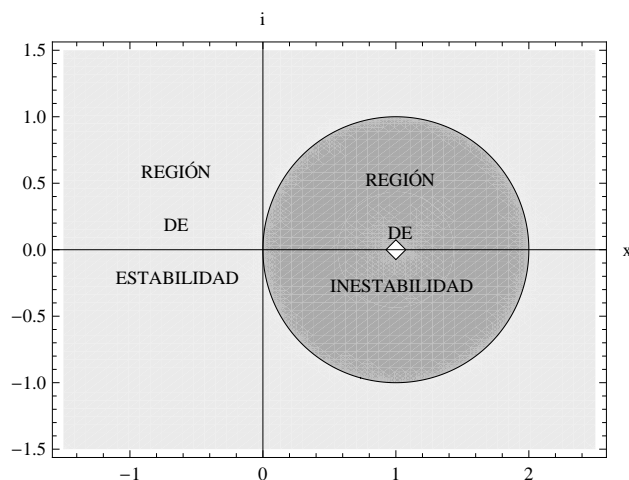 i
1.5
1.0
REGIÓN
REGIÓN
0.5
DE
DE
0.0
x
ESTABILIDAD
INESTABILIDAD
−0.5
−1.0
−1.5
−1
0
1
2